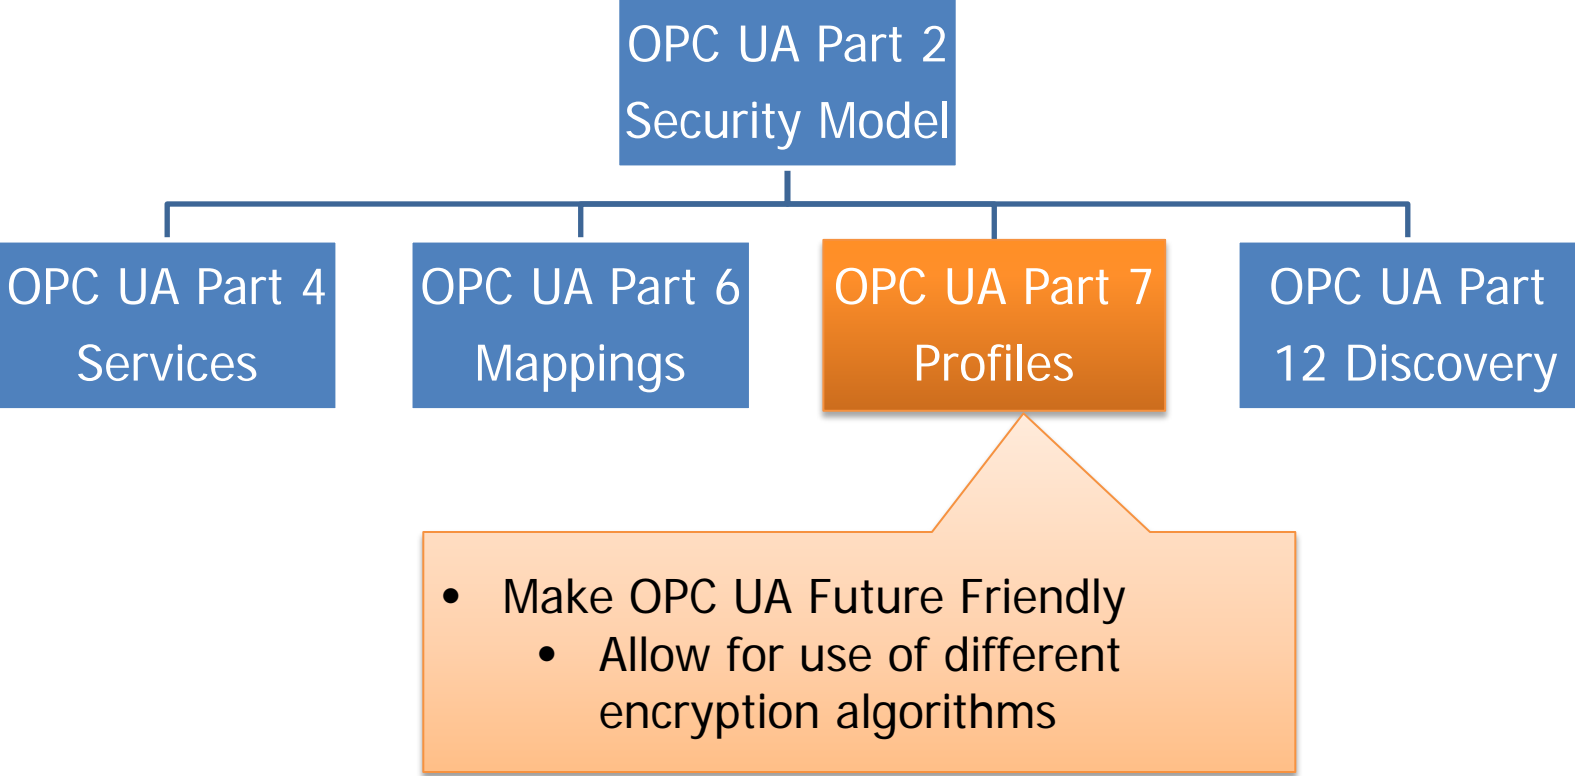 OPC UA Part 2
Security Model
OPC UA Part 4
Services
OPC UA Part 6
Mappings
OPC UA Part 7
Profiles
OPC UA Part
12 Discovery
• Make OPC UA Future Friendly
• Allow for use of different
encryption algorithms